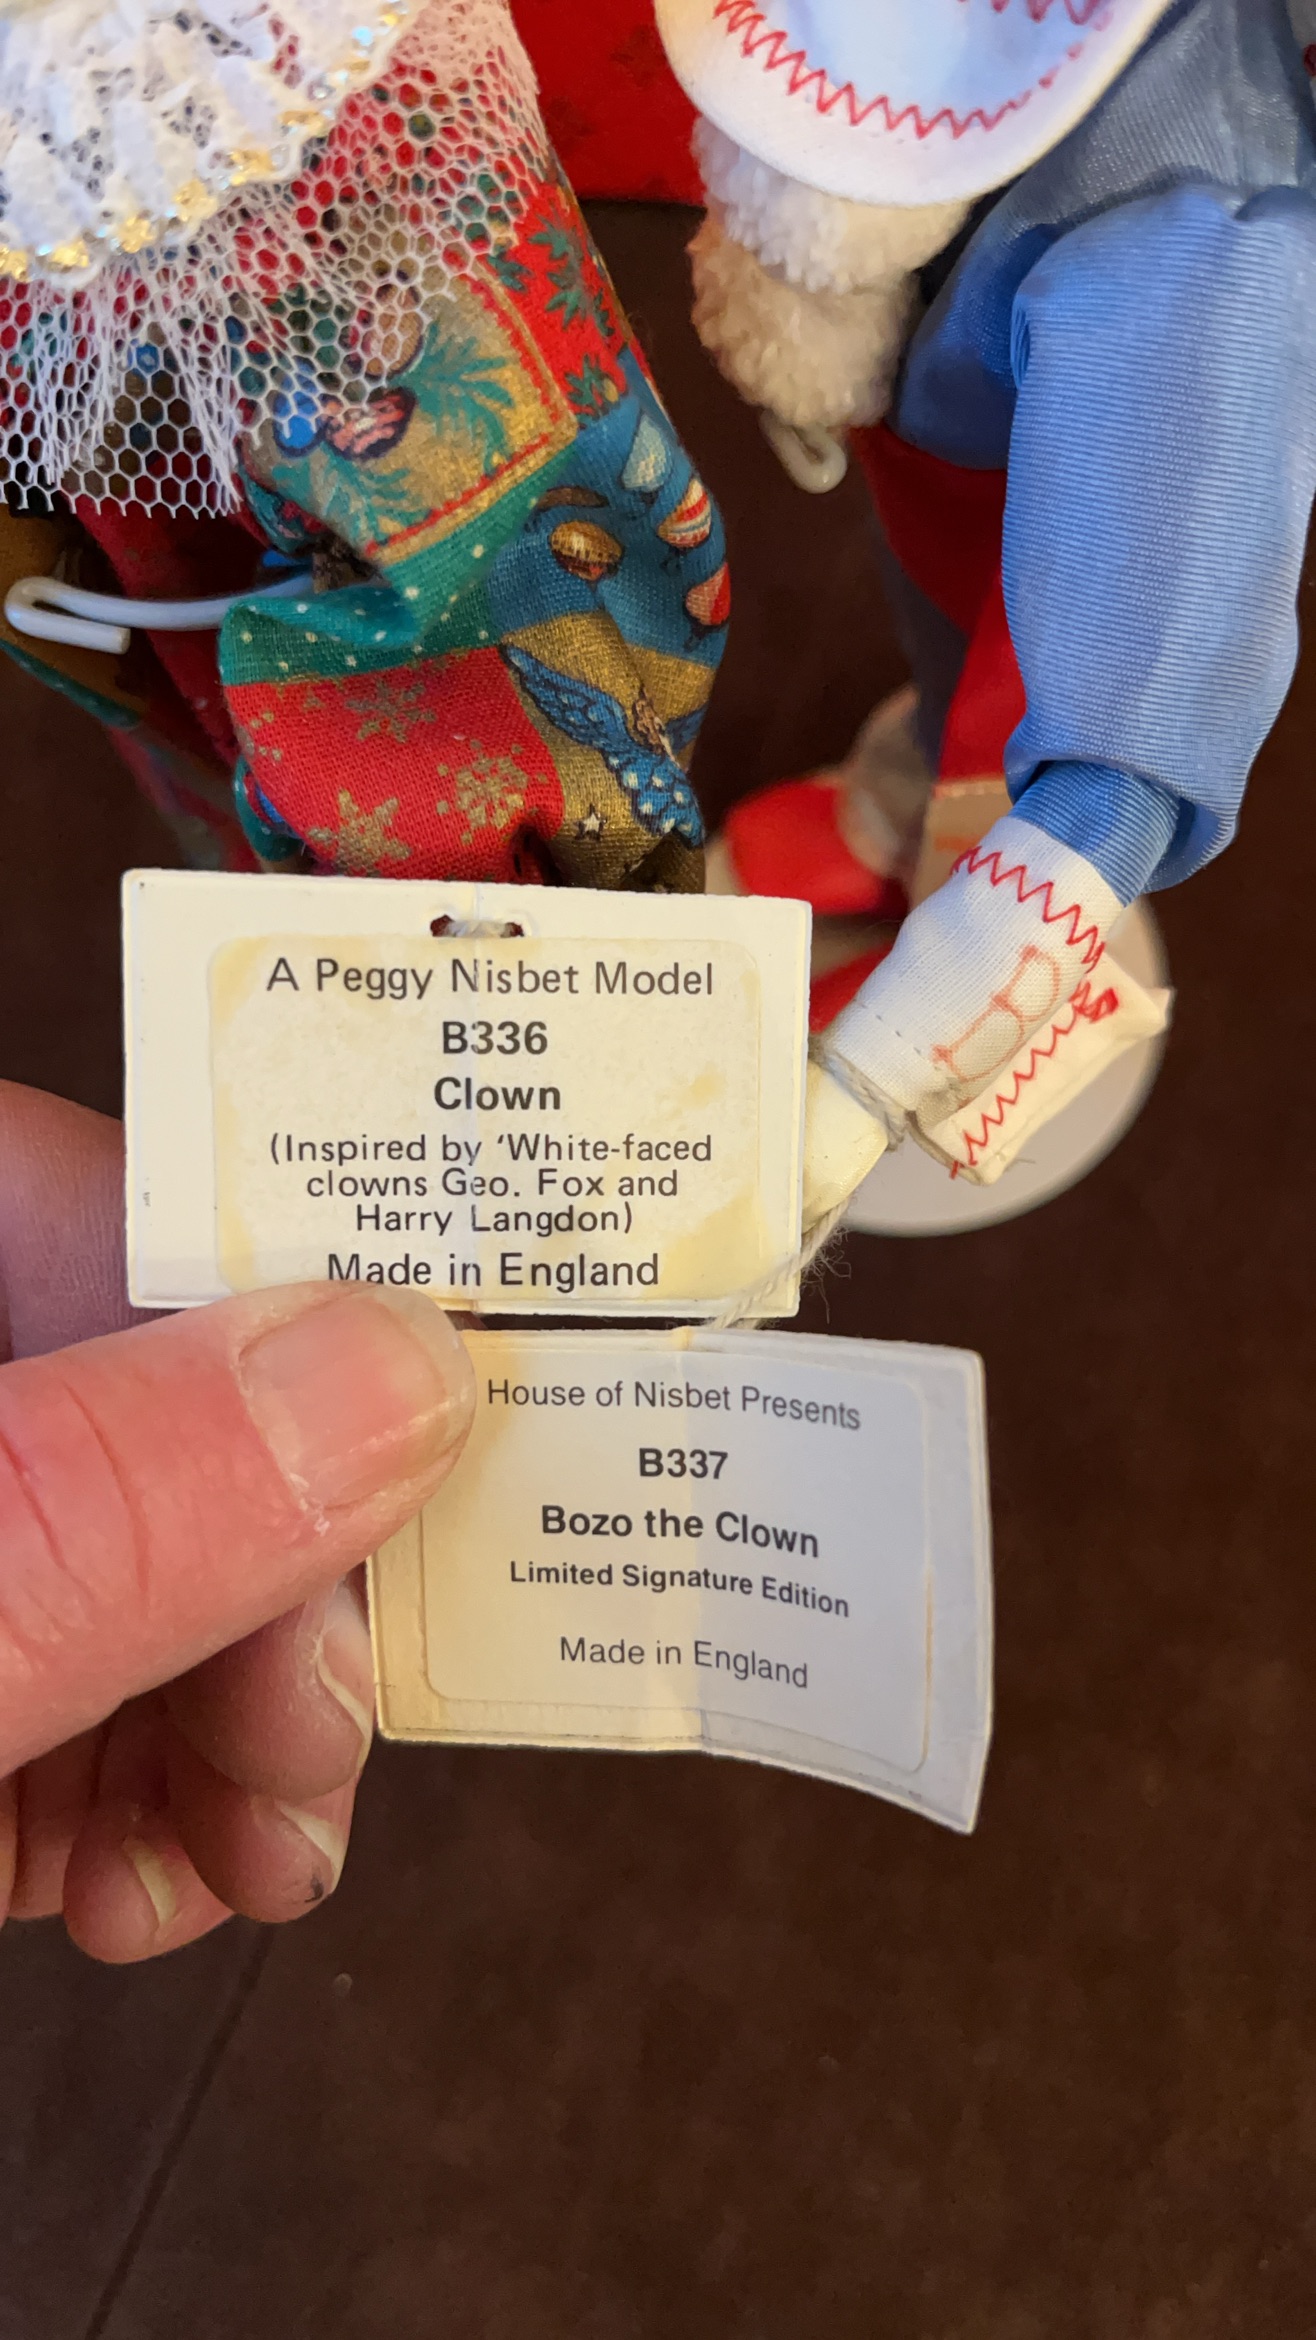 A Peggy Nisbet Model
B336
Clown
(Inspired by 'White-faced
clowns Geo. Fox and
Harry Langdon)
Made in England
House of Nisbet Presents
B337
Bozo the Clown
Limited Signature Edition
Made in England
B